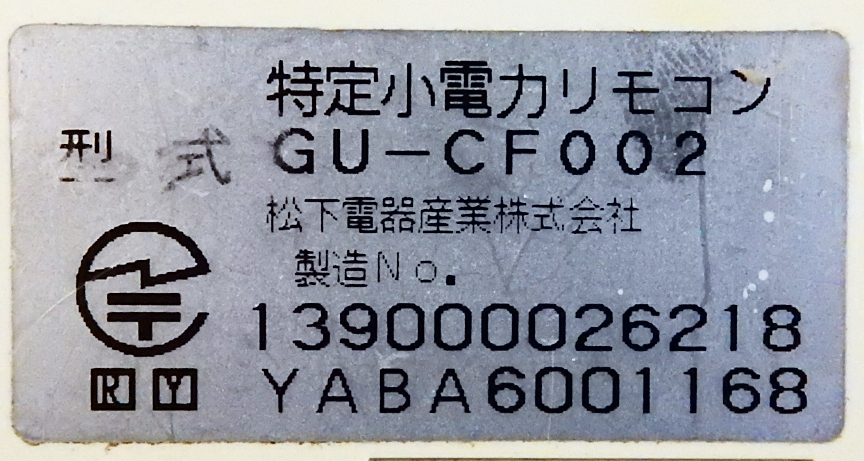 特定小電力リモコン
型式 GU-CF002
松下電器産業株式会社
製造No.
139000026218
R Y YABA6001168